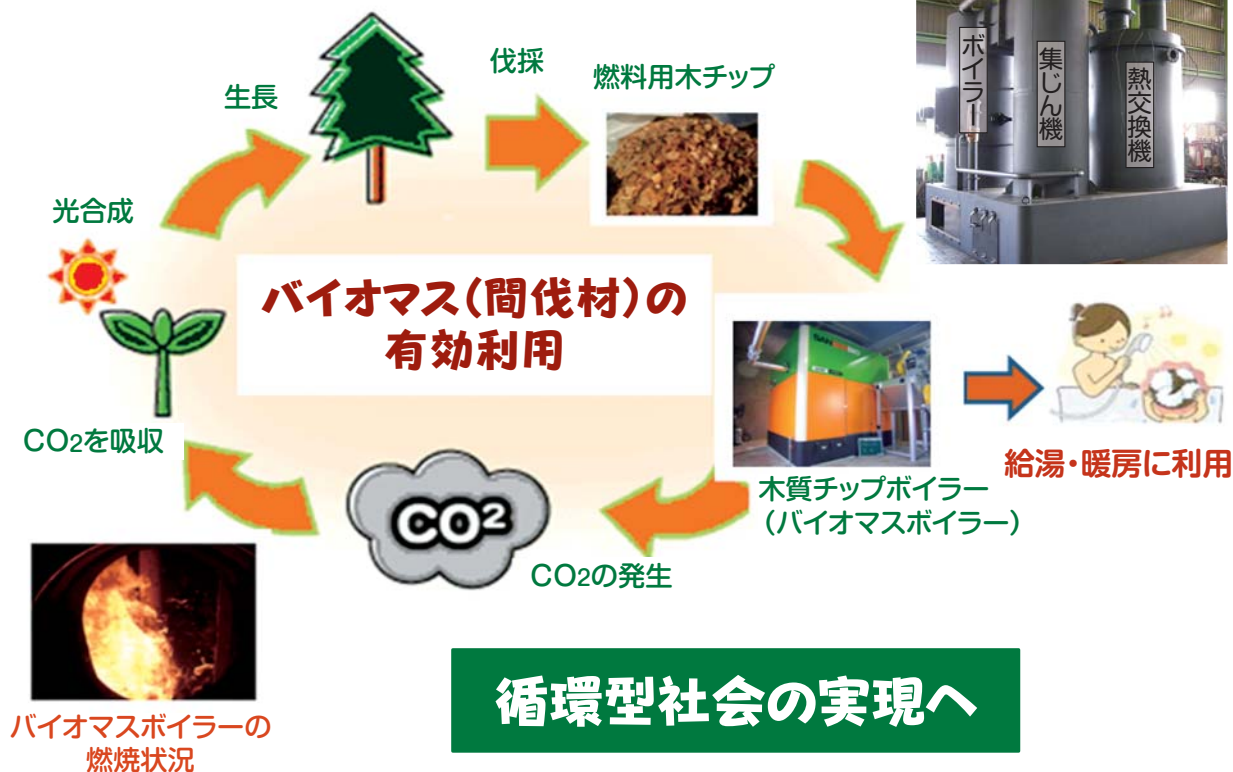 生長
伐採
燃料用木チップ
ボイラー
集じん機
熱交換機
光合成
バイオマス(間伐材)の
有効利用
CO2を吸収
給湯・暖房に利用
木質チップボイラー
(バイオマスボイラー)
CO2
CO2の発生
バイオマスボイラーの
燃焼状況
循環型社会の実現へ